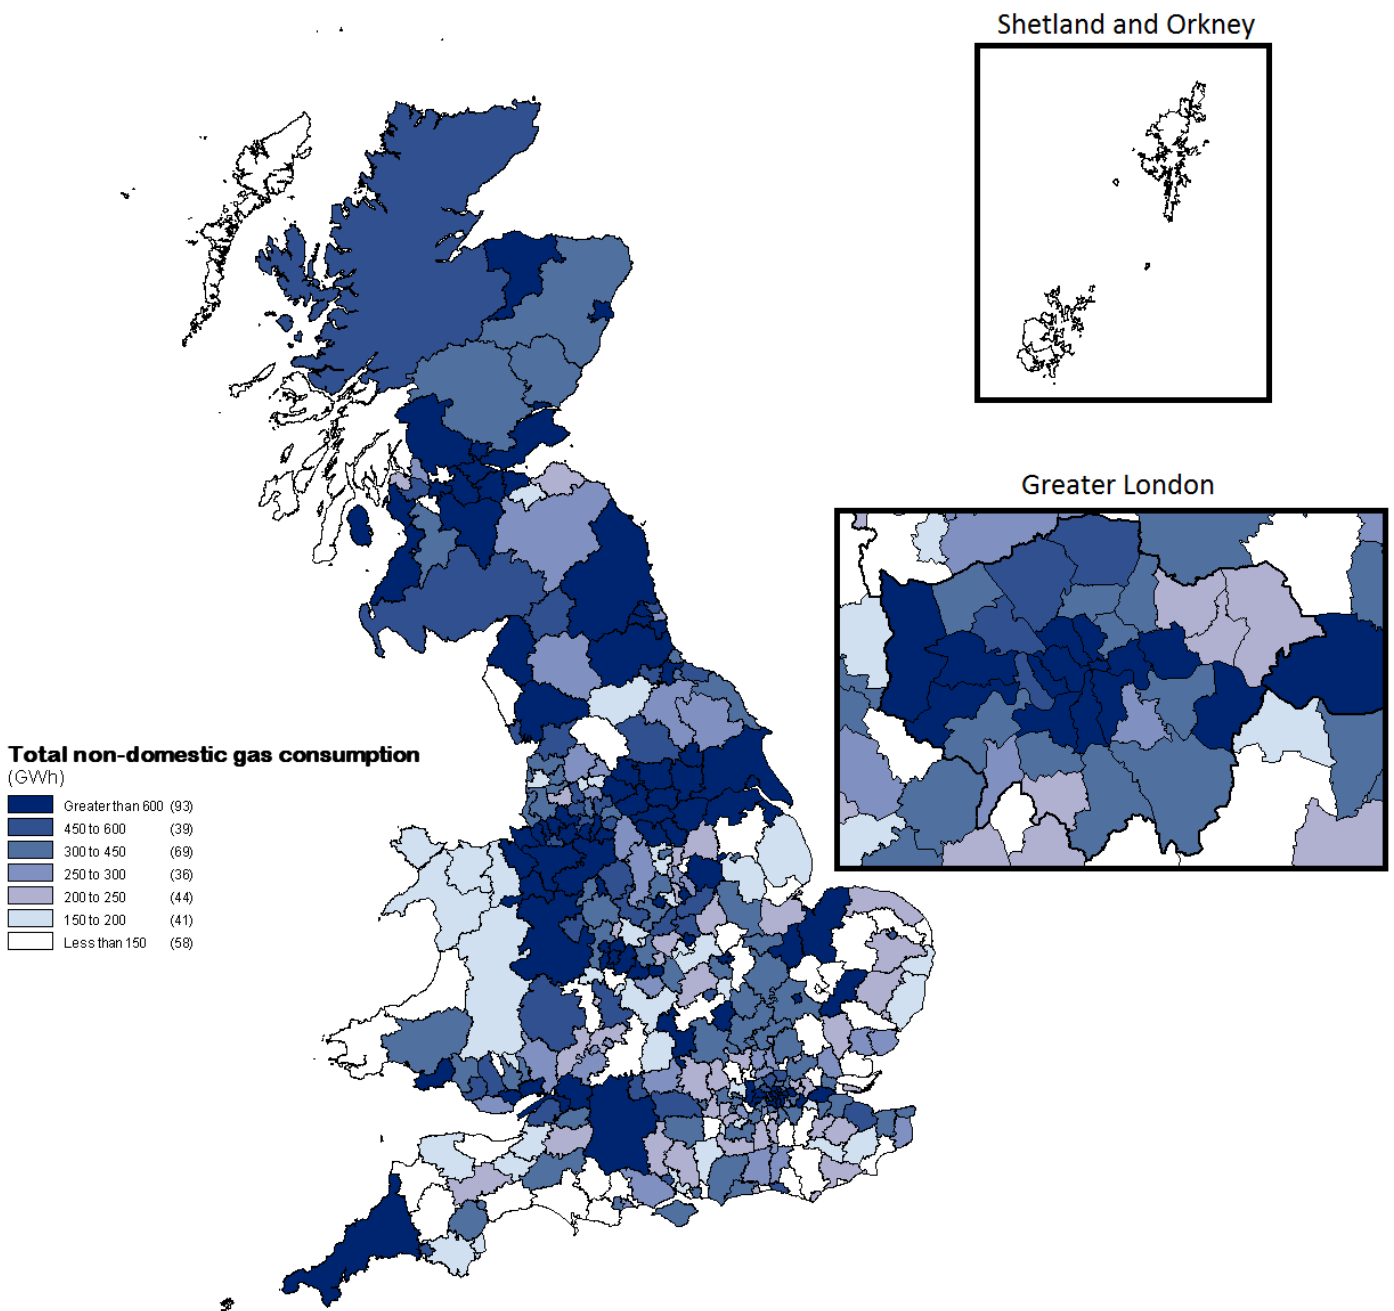 Shetland and Orkney
Greater London
Total non-domestic gas consumption
(GWh)
Greater than 600 (93)
450 to 600 (39)
300 to 450 (69)
250 to 300 (36)
200 to 250 (44)
150 to 200 (41)
Less than 150 (58)